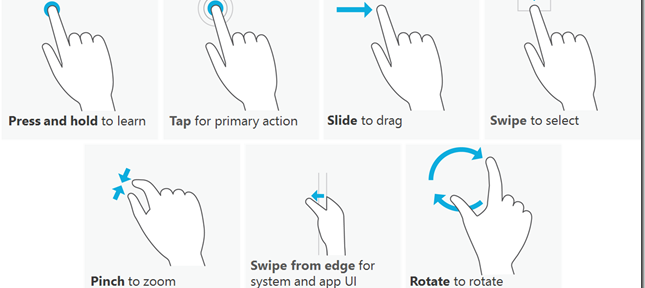 Press and hold to learn
Tap for primary action
Slide to drag
Swipe to select
Pinch to zoom
Swipe from edge for
system and app UI
Rotate to rotate